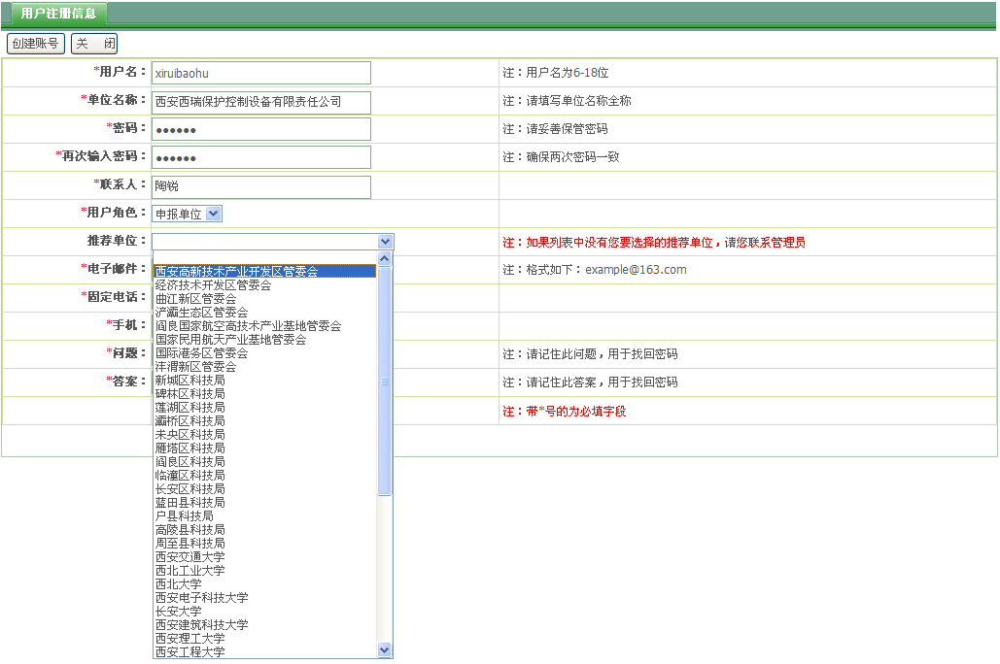 用户注册信息
创建账号 关 闭
*用户名： xiruibaohu 注：用户名为6-18位
*单位名称： 西安西瑞保护控制设备有限责任公司 注：请填写单位名称全称
*密码： ●●●●●● 注：请妥善保管密码
*再次输入密码： ●●●●●● 注：确保两次密码一致
*联系人： 陶锐
*用户角色： 申报单位
推荐单位： 注：如果列表中没有您要选择的推荐单位，请您联系管理员
*电子邮件： 注：格式如下：example@163.com
*固定电话：
*手机：
*问题： 注：请记住此问题，用于找回密码
*答案： 注：请记住此答案，用于找回密码
注：带*号的为必填字段
西安高新技术产业开发区管委会
经济技术开发区管委会
曲江新区管委会
浐灞生态区管委会
阎良国家航空高技术产业基地管委会
国家民用航天产业基地管委会
国际港务区管委会
沣渭新区管委会
新城区科技局
碑林区科技局
莲湖区科技局
灞桥区科技局
未央区科技局
雁塔区科技局
阎良区科技局
临潼区科技局
长安区科技局
蓝田县科技局
户县科技局
高陵县科技局
周至县科技局
西安交通大学
西北工业大学
西北大学
西安电子科技大学
长安大学
西安建筑科技大学
西安理工大学
西安工程大学